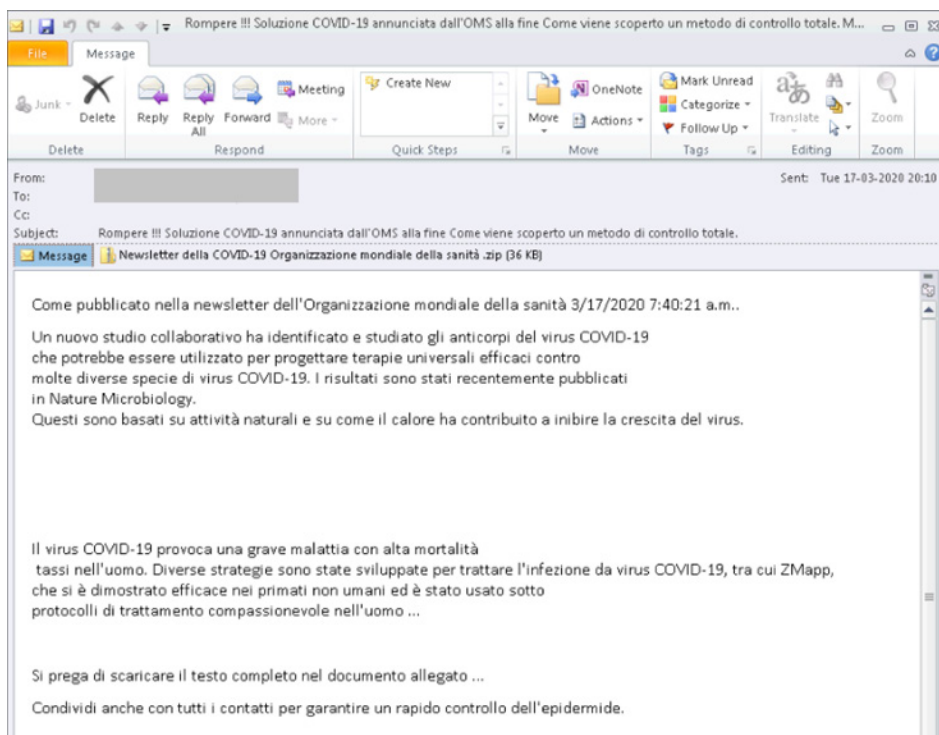 Rompere !!! Soluzione COVID-19 annunciata dall'OMS alla fine Come viene scoperto un metodo di controllo totale. M...
File Message
Junk
Delete
Reply
Reply All
Forward
Meeting
More
Create New
Move
OneNote
Actions
Mark Unread
Categorize
Follow Up
Translate
Zoom
Delete Respond Quick Steps Move Tags Editing Zoom
From: Sent: Tue 17-03-2020 20:10
To:
Cc:
Subject: Rompere !!! Soluzione COVID-19 annunciata dall'OMS alla fine Come viene scoperto un metodo di controllo totale.
Message Newsletter della COVID-19 Organizzazione mondiale della sanità .zip (36 KB)
Come pubblicato nella newsletter dell'Organizzazione mondiale della sanità 3/17/2020 7:40:21 a.m..
Un nuovo studio collaborativo ha identificato e studiato gli anticorpi del virus COVID-19
che potrebbe essere utilizzato per progettare terapie universali efficaci contro
molte diverse specie di virus COVID-19. I risultati sono stati recentemente pubblicati
in Nature Microbiology.
Questi sono basati su attività naturali e su come il calore ha contribuito a inibire la crescita del virus.
Il virus COVID-19 provoca una grave malattia con alta mortalità
tassi nell'uomo. Diverse strategie sono state sviluppate per trattare l'infezione da virus COVID-19, tra cui ZMapp,
che si è dimostrato efficace nei primati non umani ed è stato usato sotto
protocolli di trattamento compassionevole nell'uomo ...
Si prega di scaricare il testo completo nel documento allegato ...
Condividi anche con tutti i contatti per garantire un rapido controllo dell'epidermide.